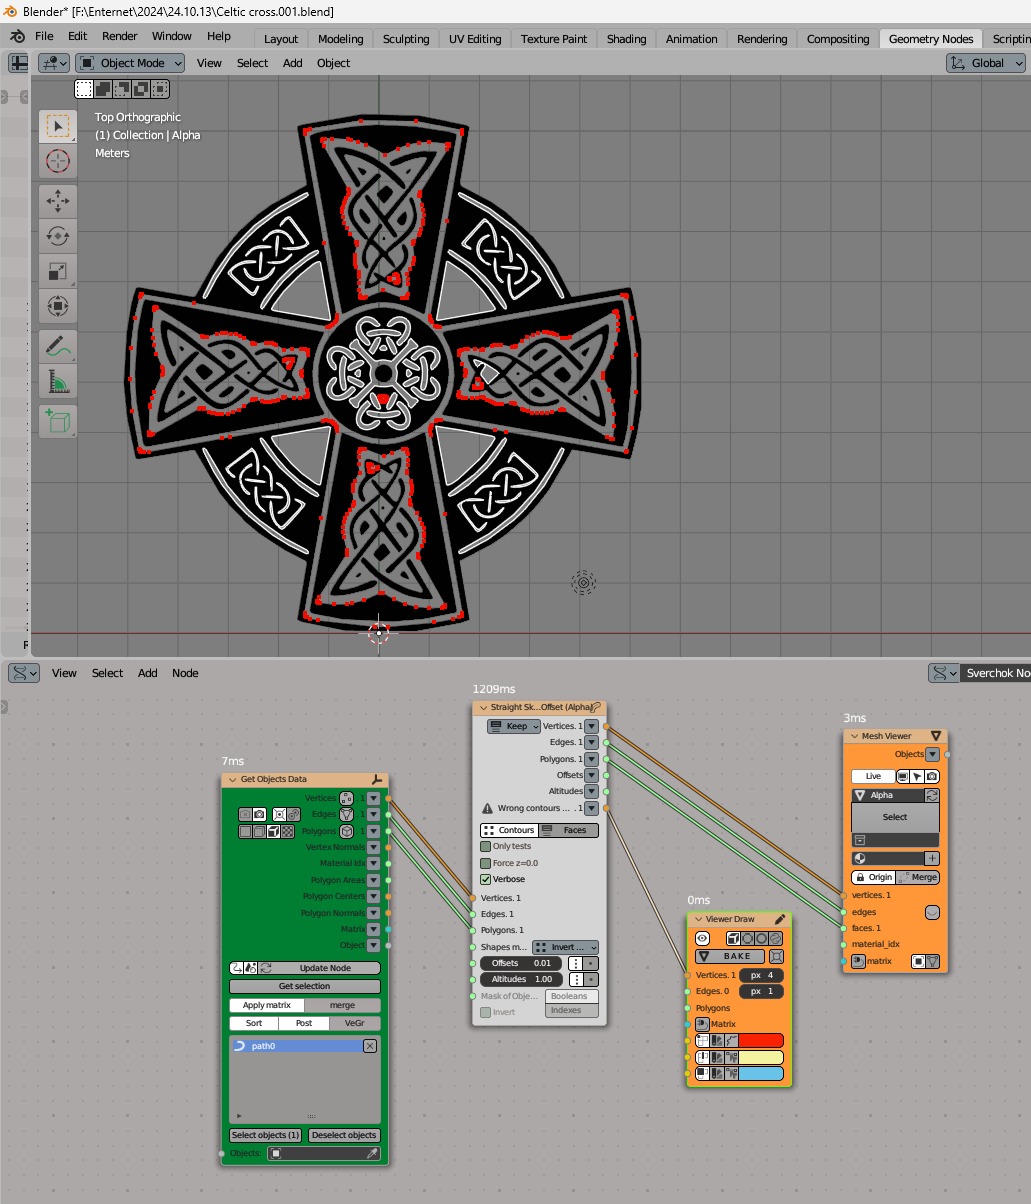 Blender* [F:\Enternet\2024\24.10.13\Celtic cross.001.blend]
File Edit Render Window Help Layout Modeling Sculpting UV Editing Texture Paint Shading Animation Rendering Compositing Geometry Nodes Scriptin
Object Mode View Select Add Object Global
Top Orthographic
(1) Collection | Alpha
Meters
View Select Add Node Sverchok No
1209ms
Straight Sk...Offset (Alpha)
Keep Vertices. 1
Edges. 1
Polygons. 1
Offsets
Altitudes
Wrong contours ... . 1
Contours Faces
Only tests
Force z=0.0
Verbose
Vertices. 1
Edges. 1
Polygons. 1
Shapes m... Invert ...
Offsets 0.01
Altitudes 1.00
Mask of Obje... Booleans
Indexes
Invert
7ms
Get Objects Data
Vertices . 1
Edges . 1
Polygons . 1
Vertex Normals
Material Idx
Polygon Areas
Polygon Centers
Polygon Normals
Matrix
Object
Update Node
Get selection
Apply matrix merge
Sort Post VeGr
path0
Select objects (1) Deselect objects
Objects:
0ms
Viewer Draw
BAKE
Vertices. 1 px 4
Edges. 0 px 1
Polygons
Matrix
3ms
Mesh Viewer
Objects
Live
Alpha
Select
Origin Merge
vertices. 1
edges
faces. 1
material_idx
matrix